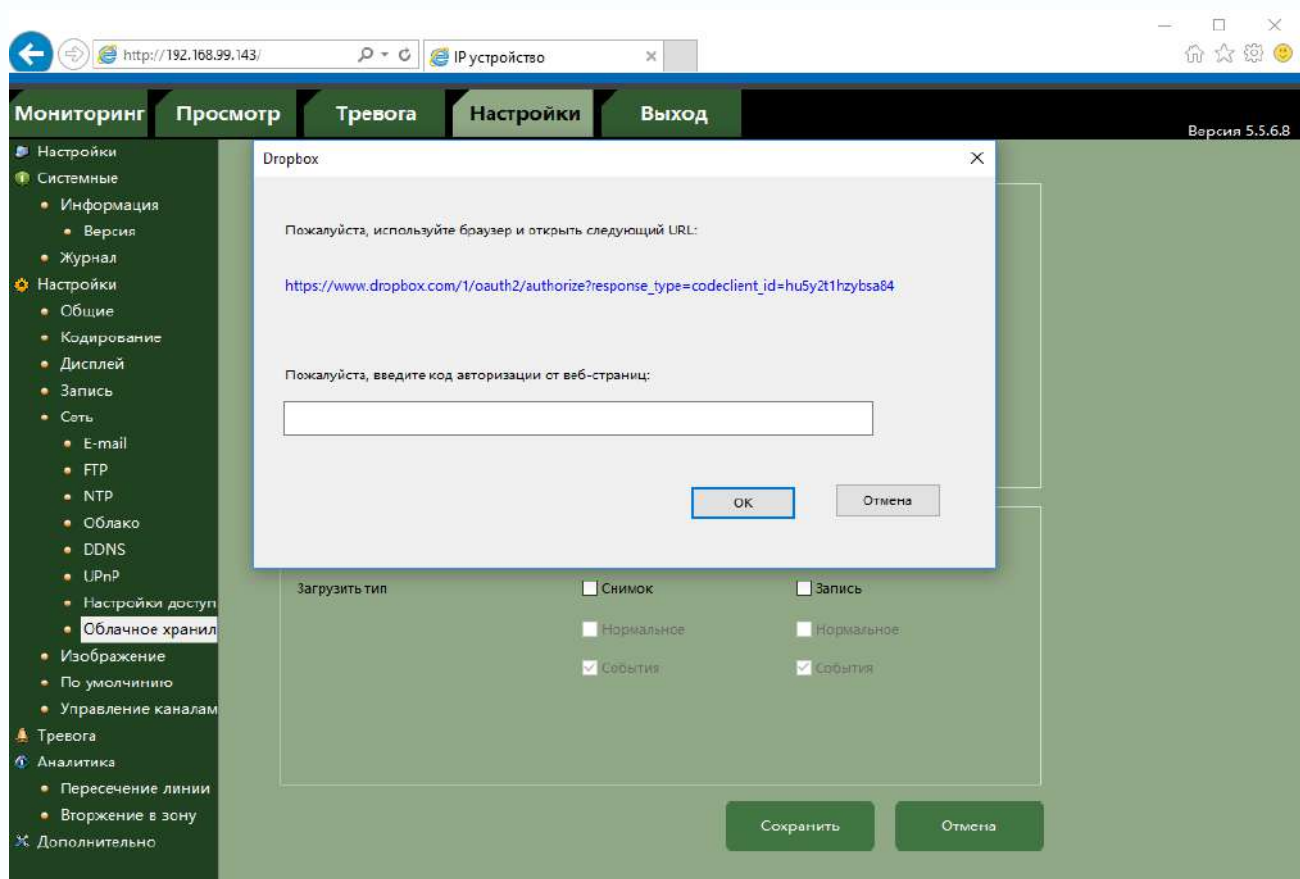 http://192.168.99.143/
IP устройство
Мониторинг Просмотр Тревога Настройки Выход
Версия 5.5.6.8
Настройки
Системные
Информация
Версия
Журнал
Настройки
Общие
Кодирование
Дисплей
Запись
Сеть
E-mail
FTP
NTP
Облако
DDNS
UPnP
Настройки доступ
Облачное хранил
Изображение
По умолчинию
Управление каналам
Тревога
Аналитика
Пересечение линии
Вторжение в зону
Дополнительно
Dropbox
Пожалуйста, используйте браузер и открыть следующий URL:
https://www.dropbox.com/1/oauth2/authorize?response_type=codeclient_id=hu5y2t1hzybsa84
Пожалуйста, введите код авторизации от веб-страниц:
OK Отмена
Загрузить тип Снимок Запись
Нормальное Нормальное
События События
Сохранить Отмена